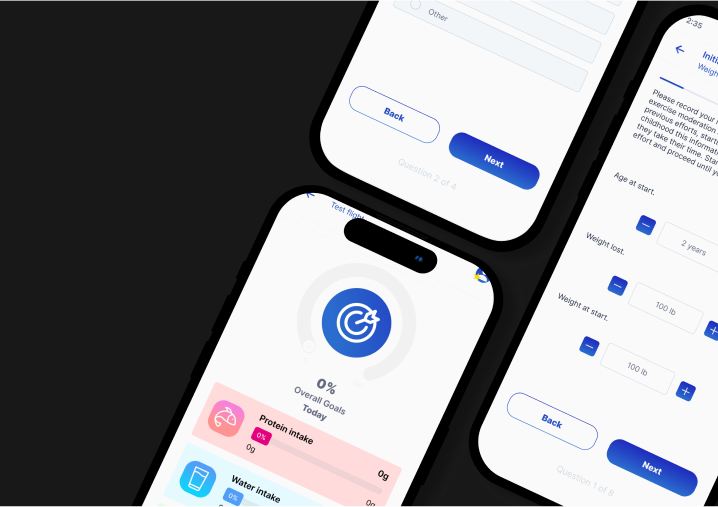 Other
Back
Next
Question 2 of 4
Test flight
0%
Overall Goals
Today
Protein intake
0%
0g
0g
Water intake
0%
0g
2:35
Initi
Weigh
Please record your
exercise moderation
previous efforts, start
childhood this informat
they take their time. Star
effort and proceed until yo
Age at start.
2 years
Weight lost.
100 lb
Weight at start.
100 lb
Back
Next
Question 1 of 8